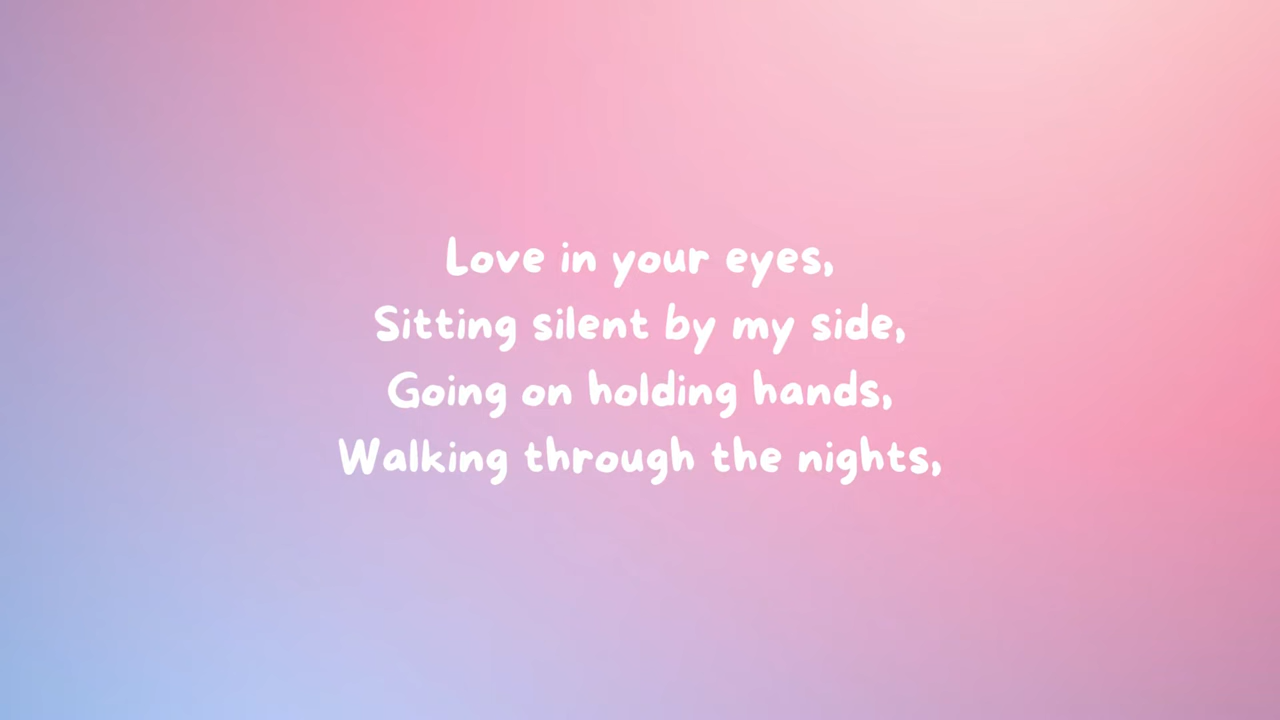 Love in your eyes,
Sitting silent by my side,
Going on holding hands,
Walking through the nights,